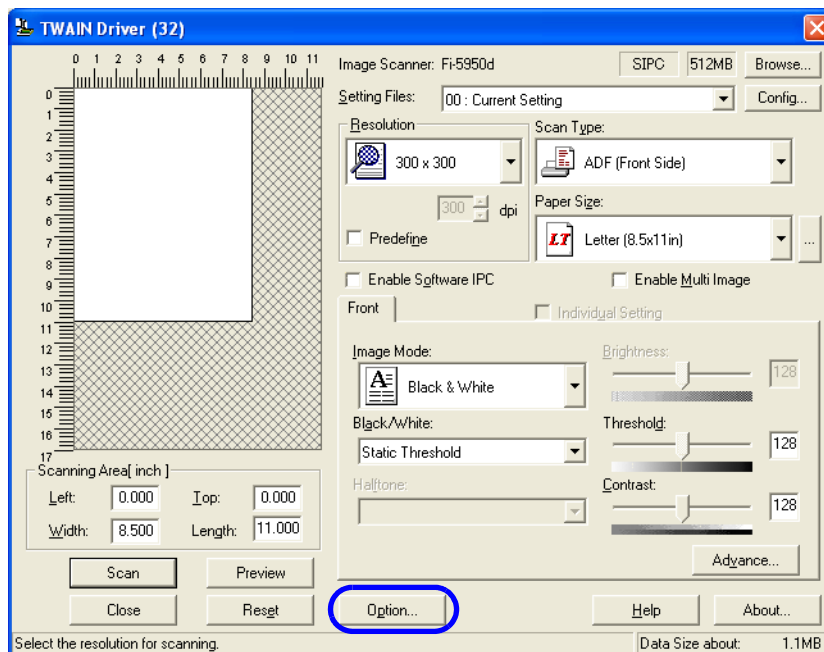 TWAIN Driver (32)
0 1 2 3 4 5 6 7 8 9 10 11
0
1
2
3
4
5
6
7
8
9
10
11
12
13
14
15
16
17
Image Scanner: Fi-5950d SIPC 512MB Browse...
Setting Files: 00 : Current Setting Config...
Resolution
300 x 300
300 dpi
Predefine
Scan Type:
ADF (Front Side)
Paper Size:
LT Letter (8.5x11in) ...
Enable Software IPC Enable Multi Image
Front Individual Setting
Image Mode:
A Black & White
Black/White:
Static Threshold
Halftone:
Brightness:
128
Threshold:
128
Contrast:
128
Advance...
Scanning Area[ inch ]
Left: 0.000 Top: 0.000
Width: 8.500 Length: 11.000
Scan Preview
Close Reset Option... Help About...
Select the resolution for scanning. Data Size about: 1.1MB